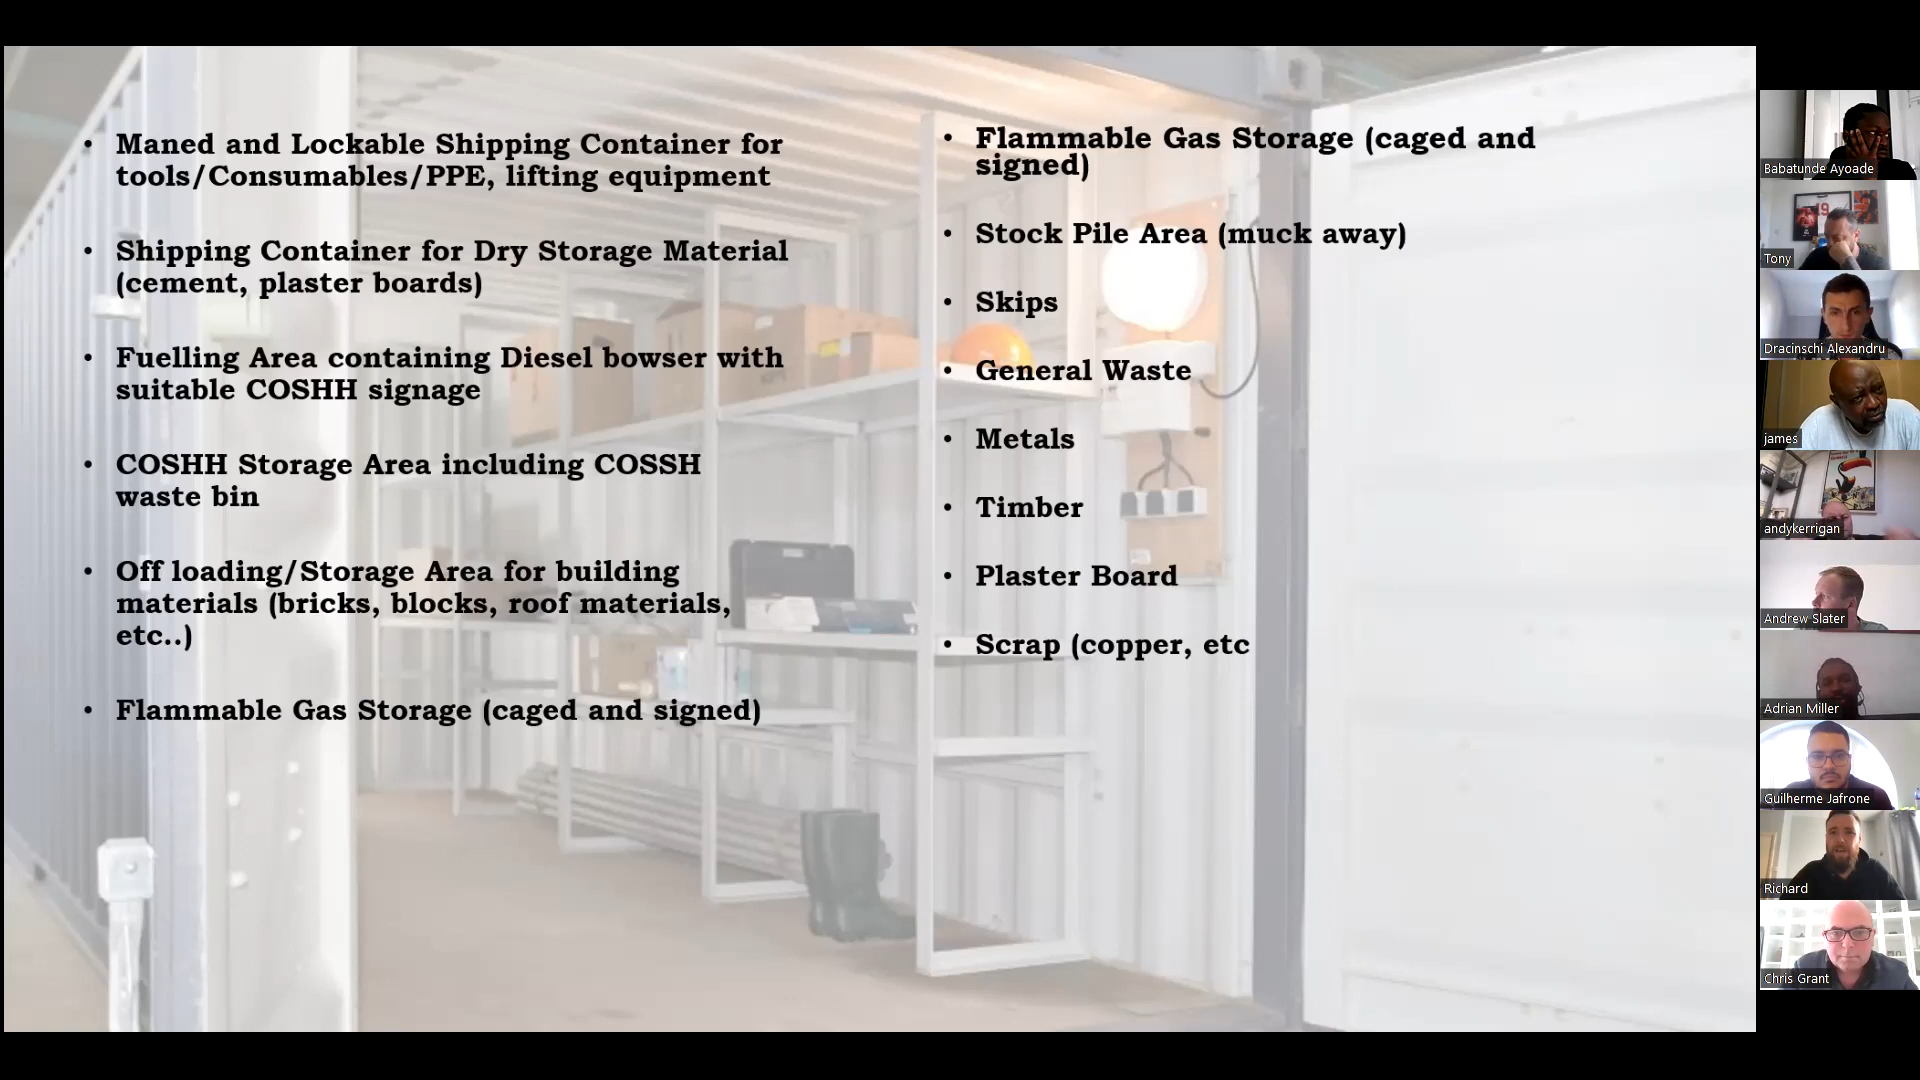 • Maned and Lockable Shipping Container for
tools/Consumables/PPE, lifting equipment
• Shipping Container for Dry Storage Material
(cement, plaster boards)
• Fuelling Area containing Diesel bowser with
suitable COSHH signage
• COSHH Storage Area including COSSH
waste bin
• Off loading/Storage Area for building
materials (bricks, blocks, roof materials,
etc..)
• Flammable Gas Storage (caged and signed)
• Flammable Gas Storage (caged and
signed)
• Stock Pile Area (muck away)
• Skips
• General Waste
• Metals
• Timber
• Plaster Board
• Scrap (copper, etc
Babatunde Ayoade
19
Tony
Dracinschi Alexandru
james
andykerrigan
Andrew Slater
Adrian Miller
Guilherme Jafrone
Richard
Chris Grant